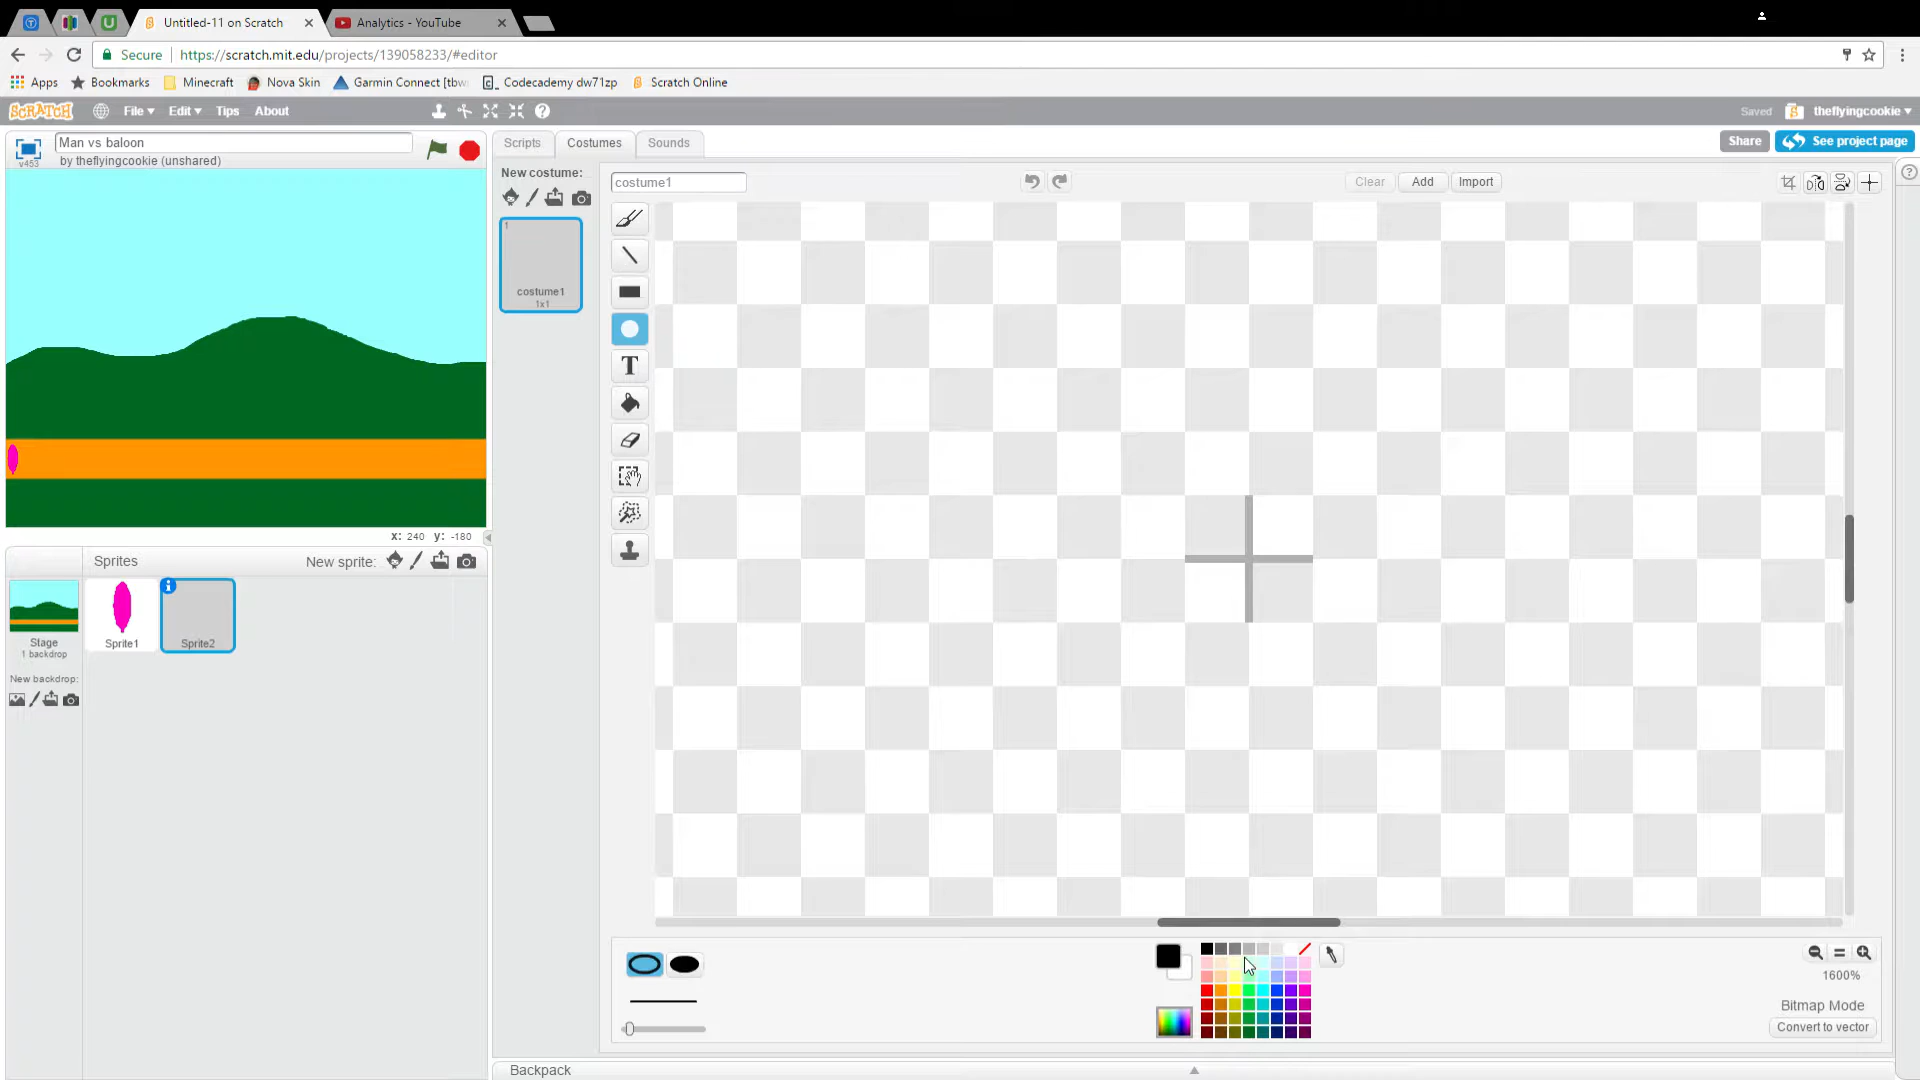 Untitled-11 on Scratch
Analytics - YouTube
Secure https://scratch.mit.edu/projects/139058233/#editor
Apps Bookmarks Minecraft Nova Skin Garmin Connect [tbw Codecademy dw71zp Scratch Online
SCRATCH File Edit Tips About Saved theflyingcookie
Man vs baloon
by theflyingcookie (unshared)
v453
Scripts Costumes Sounds
Share See project page
New costume:
costume1
Clear Add Import
1
costume1
1x1
T
x: 240 y: -180
Sprites New sprite:
Stage
1 backdrop
Sprite1
Sprite2
New backdrop:
1600%
Bitmap Mode
Convert to vector
Backpack